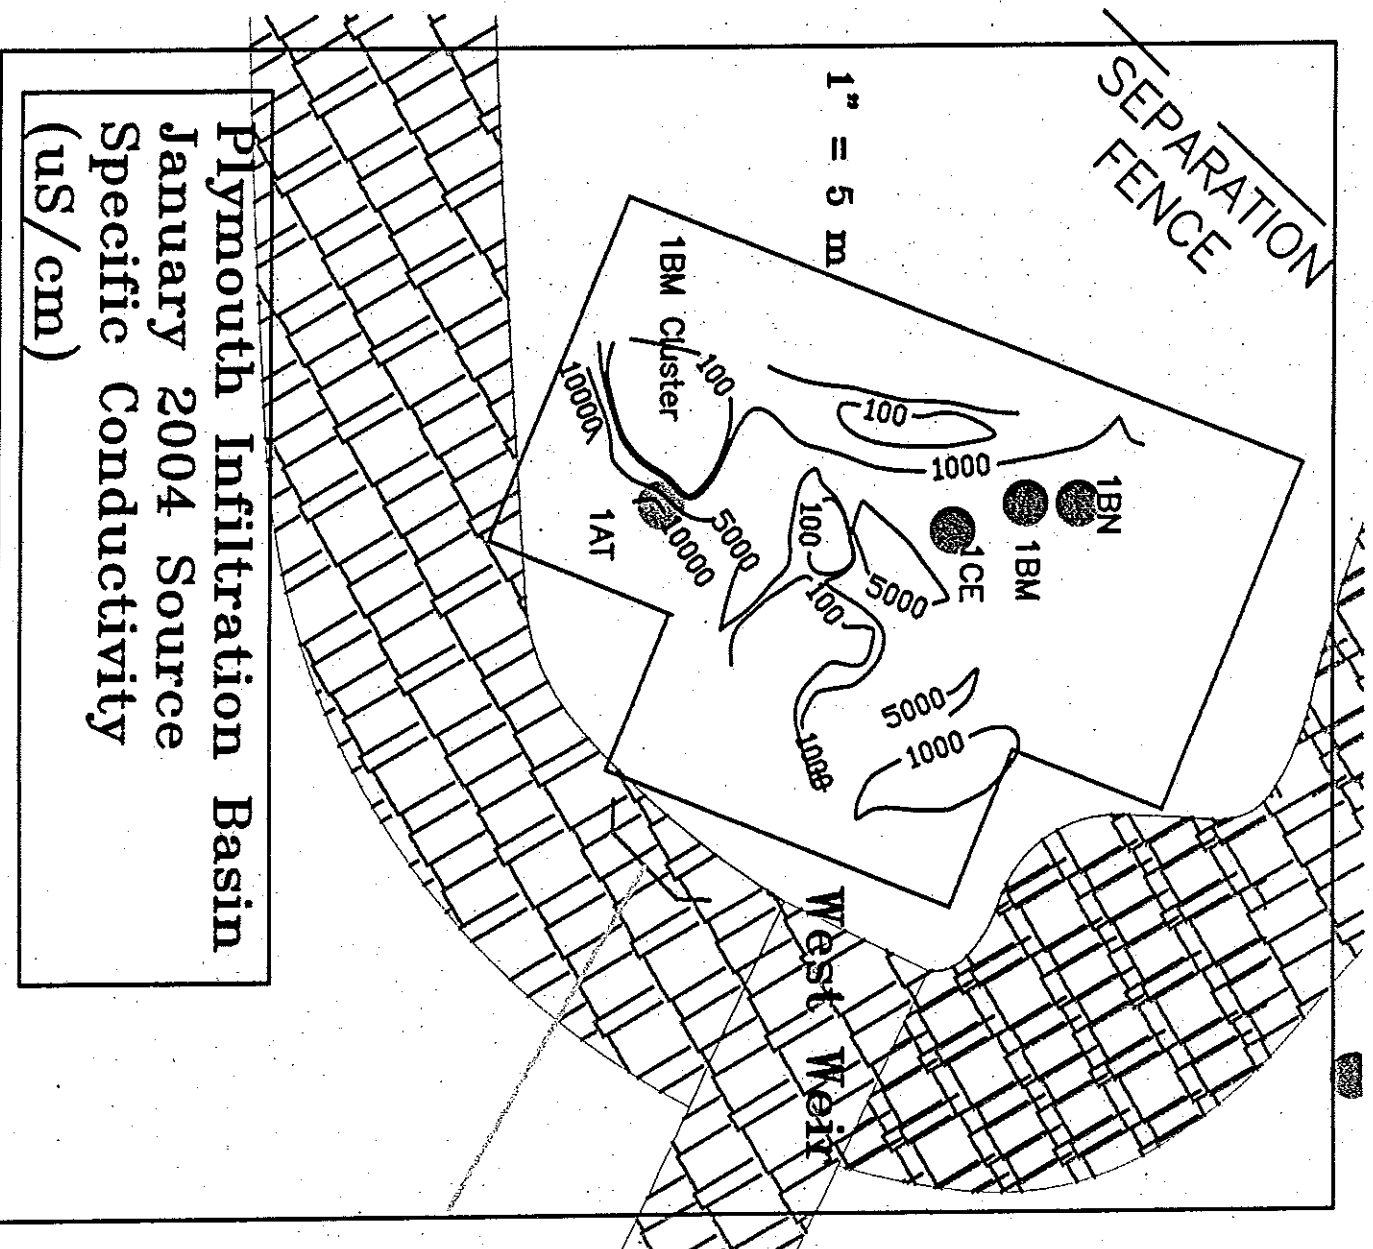 SEPARATION
FENCE
1" = 5 m
1BN
1BM
1CE
1000
100
1BM Cluster
100
10000
1AT
10000
5000
100
5000
100
5000
1000
1000
West Weir
Plymouth Infiltration Basin
January 2004 Source
Specific Conductivity
(uS/cm)